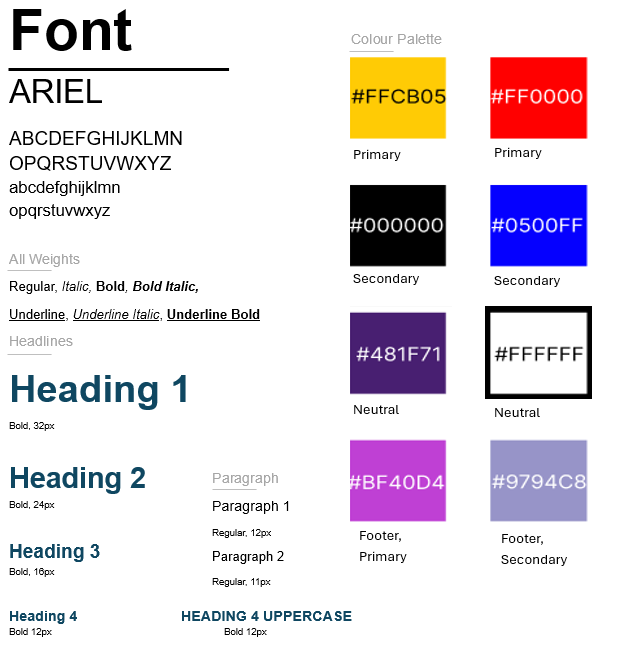 Font
ARIEL
ABCDEFGHIJKLMN
OPQRSTUVWXYZ
abcdefghijklmn
opqrstuvwxyz
All Weights
Regular, Italic, Bold, Bold Italic,
Underline, Underline Italic, Underline Bold
Headlines
Heading 1
Bold, 32px
Heading 2
Bold, 24px
Heading 3
Bold, 16px
Heading 4
Bold 12px
HEADING 4 UPPERCASE
Bold 12px
Paragraph
Paragraph 1
Regular, 12px
Paragraph 2
Regular, 11px
Colour Palette
#FFCB05
Primary
#FF0000
Primary
#000000
Secondary
#0500FF
Secondary
#481F71
Neutral
#FFFFFF
Neutral
#BF40D4
Footer,
Primary
#9794C8
Footer,
Secondary